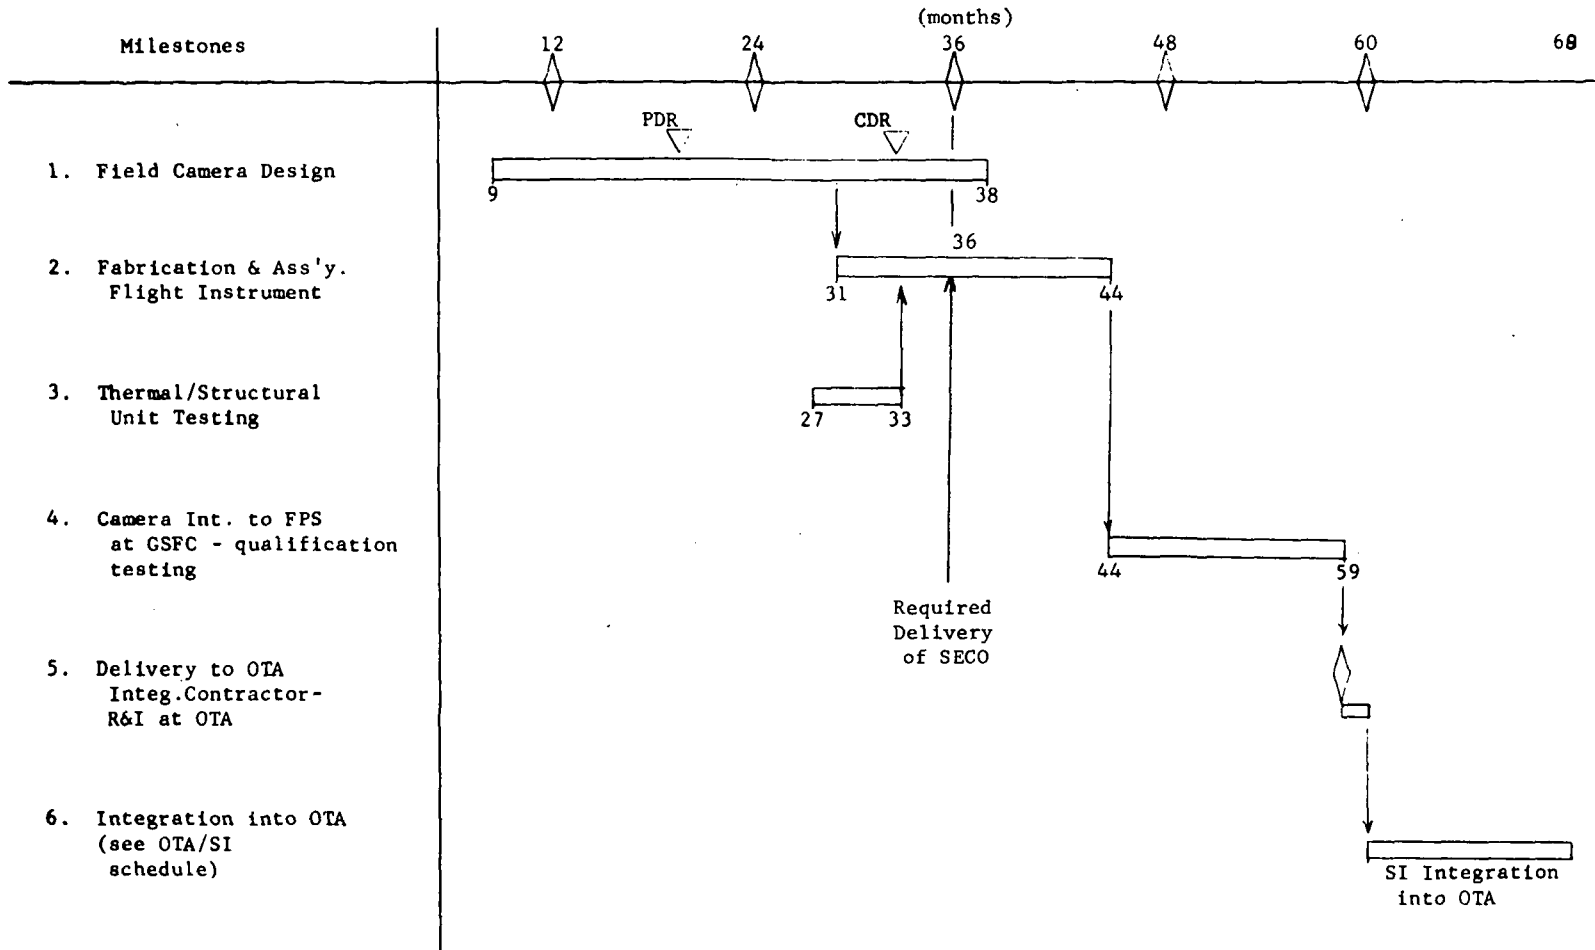 (months)
Milestones 12 24 36 48 60
PDR CDR
1. Field Camera Design
9 38
36
2. Fabrication & Ass'y.
Flight Instrument
31 44
3. Thermal/Structural
Unit Testing
27 33
4. Camera Int. to FPS
at GSFC - qualification
testing
44 59
Required
Delivery
of SECO
5. Delivery to OTA
Integ.Contractor-
R&I at OTA
6. Integration into OTA
(see OTA/SI
schedule)
SI Integration
into OTA